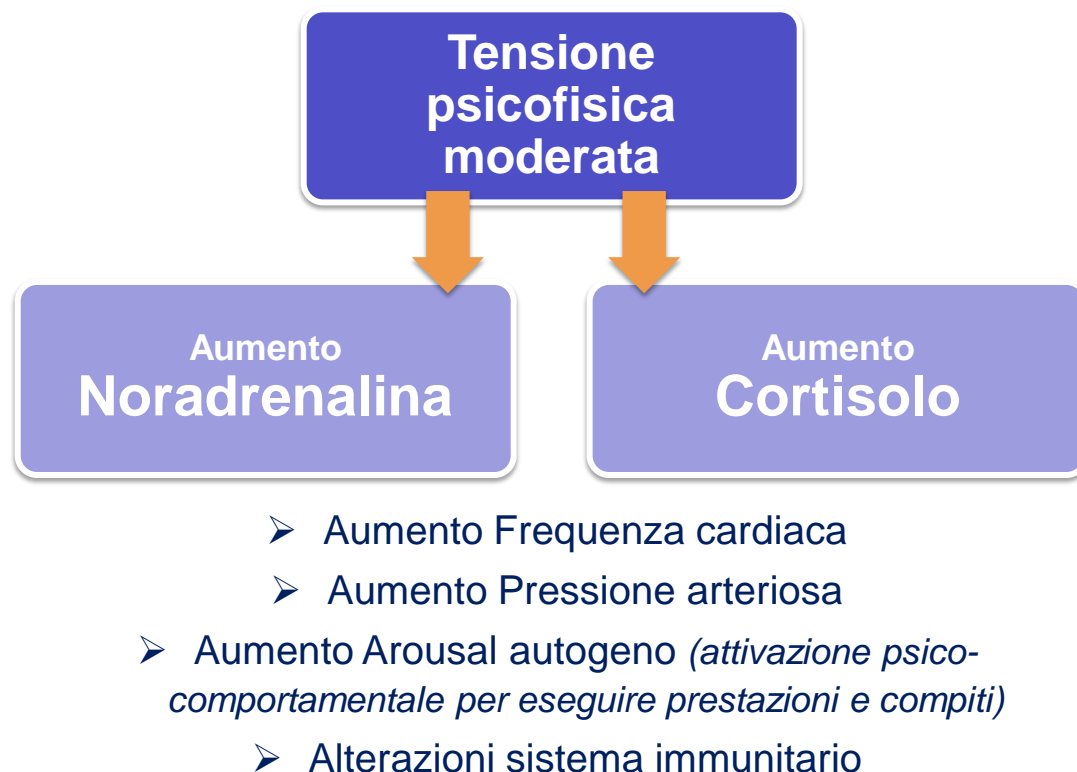 Tensione
psicofisica
moderata
Aumento
Noradrenalina
Aumento
Cortisolo
➢ Aumento Frequenza cardiaca
➢ Aumento Pressione arteriosa
➢ Aumento Arousal autogeno (attivazione psico-
comportamentale per eseguire prestazioni e compiti)
➢ Alterazioni sistema immunitario